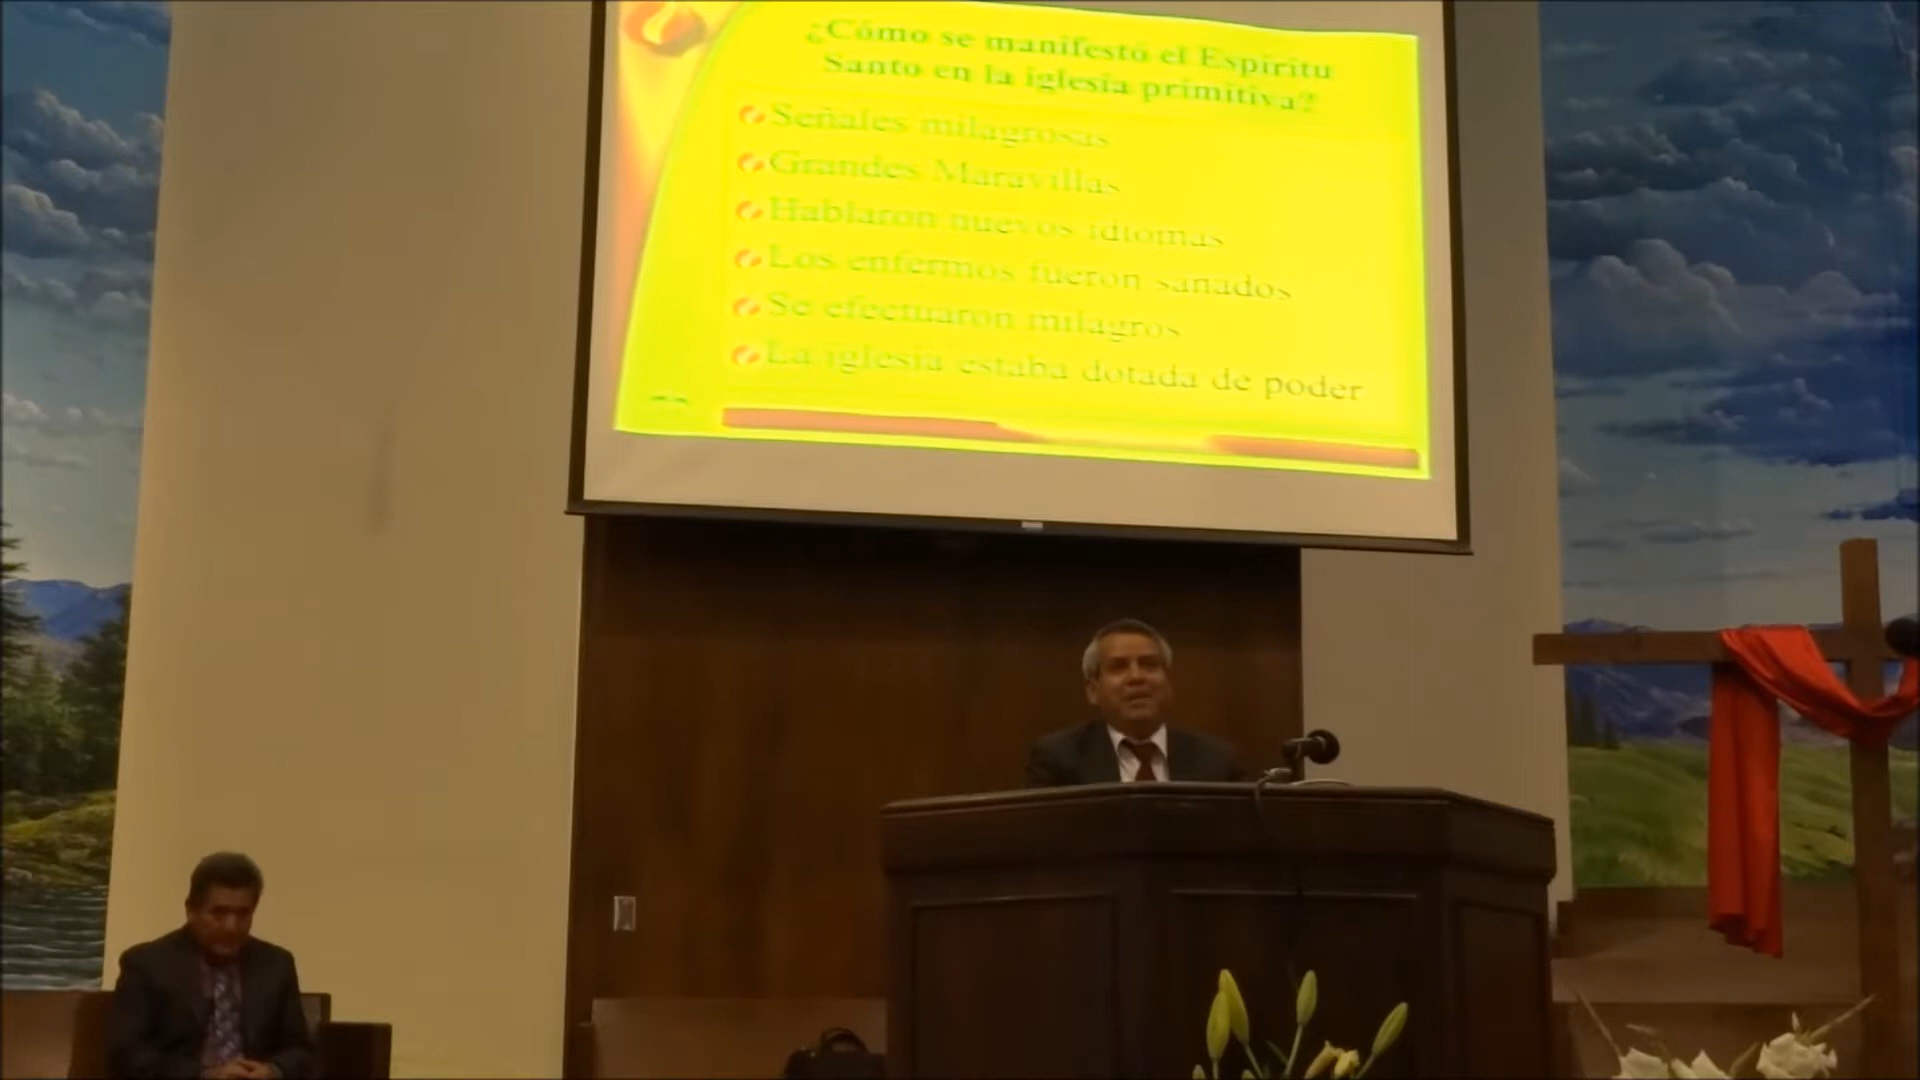 ¿Cómo se manifestó el Espíritu
Santo en la iglesia primitiva?
Señales milagrosas
Grandes Maravillas
Hablaron nuevos idiomas
Los enfermos fueron sanados
Se efectuaron milagros
La iglesia estaba dotada de poder